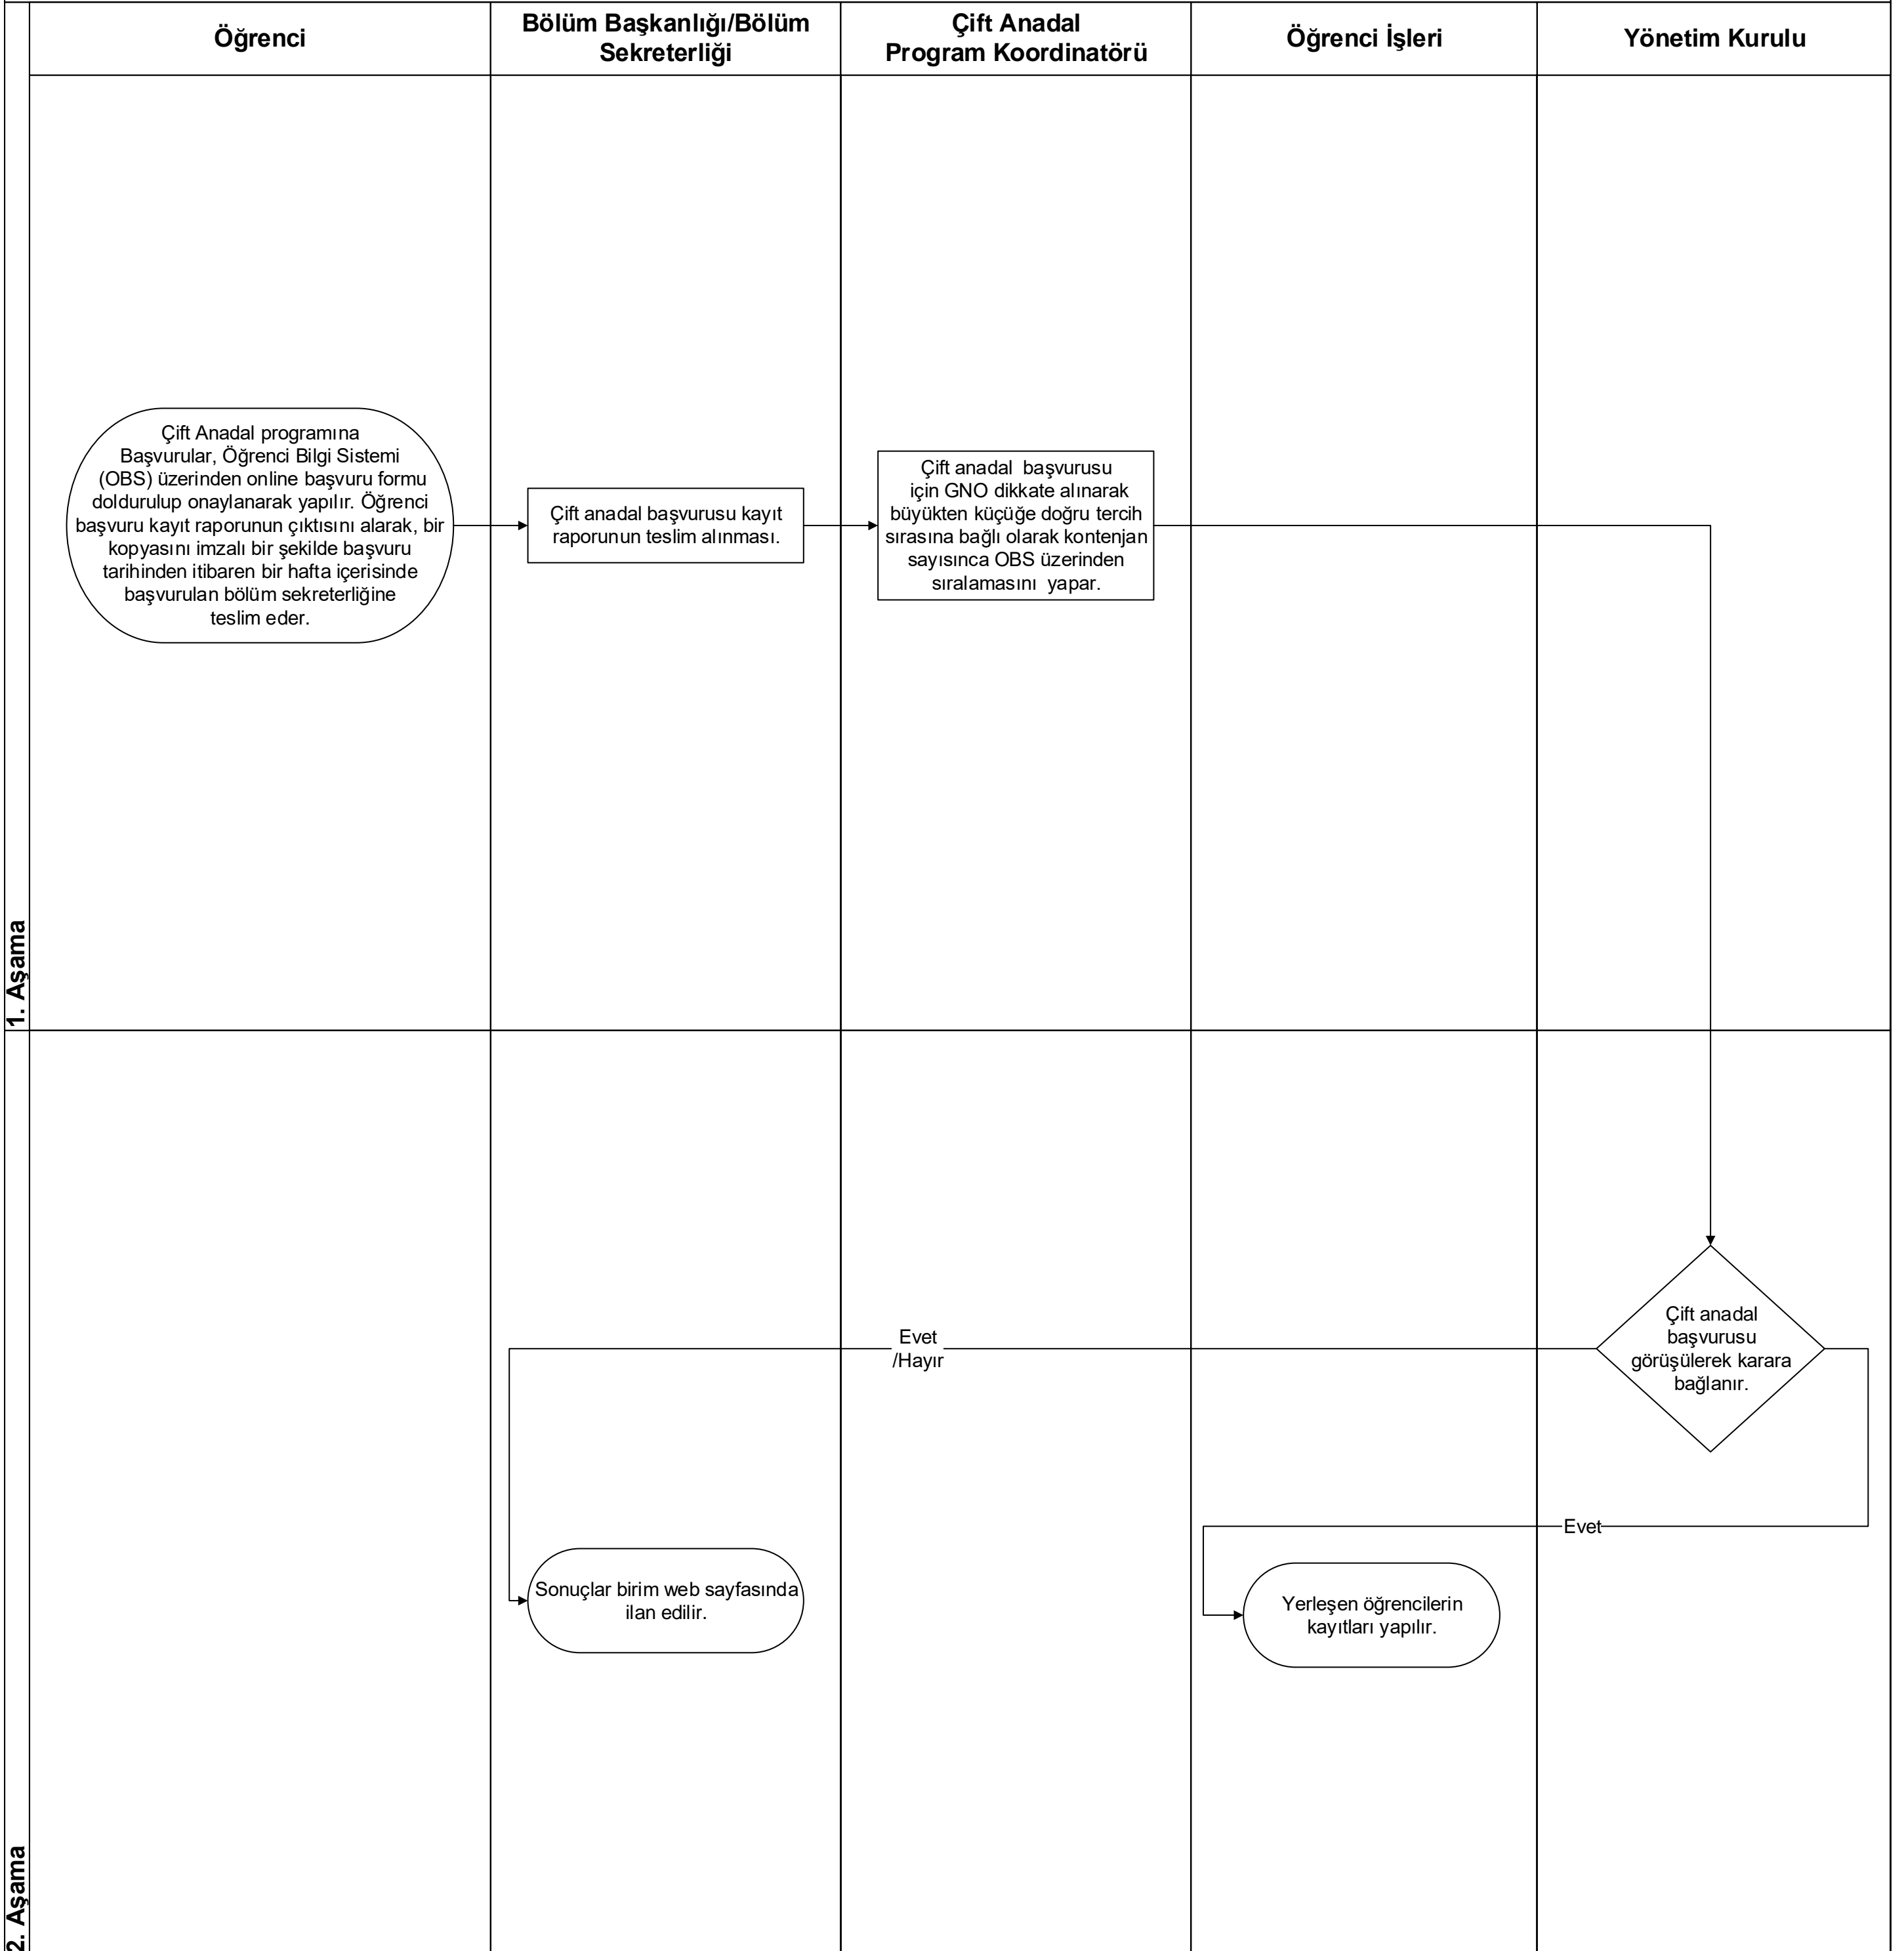 Öğrenci
Bölüm Başkanlığı/Bölüm
Sekreterliği
Çift Anadal
Program Koordinatörü
Öğrenci İşleri
Yönetim Kurulu
1. Aşama
Çift Anadal programına
Başvurular, Öğrenci Bilgi Sistemi
(OBS) üzerinden online başvuru formu
doldurulup onaylanarak yapılır. Öğrenci
başvuru kayıt raporunun çıktısını alarak, bir
kopyasını imzalı bir şekilde başvuru
tarihinden itibaren bir hafta içerisinde
başvurulan bölüm sekreterliğine
teslim eder.
Çift anadal başvurusu kayıt
raporunun teslim alınması.
Çift anadal başvurusu
için GNO dikkate alınarak
büyükten küçüğe doğru tercih
sırasına bağlı olarak kontenjan
sayısınca OBS üzerinden
sıralamasını yapar.
2. Aşama
Çift anadal
başvurusu
görüşülerek karara
bağlanır.
Evet
/Hayır
Evet
Sonuçlar birim web sayfasında
ilan edilir.
Yerleşen öğrencilerin
kayıtları yapılır.